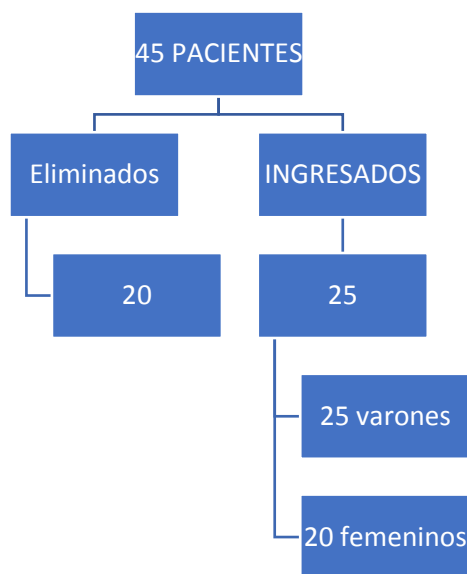 45 PACIENTES
Eliminados
INGRESADOS
20
25
25 varones
20 femeninos